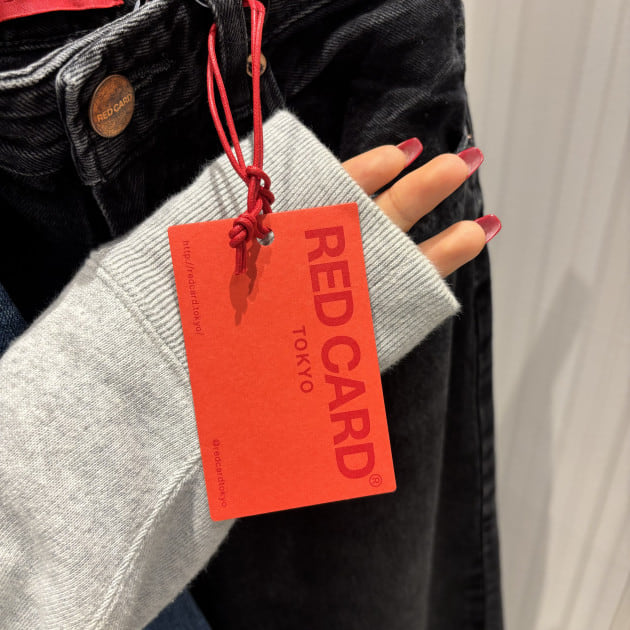 RED CARD
RED CARD®
TOKYO
http://redcard.tokyo/
@redcardtokyo